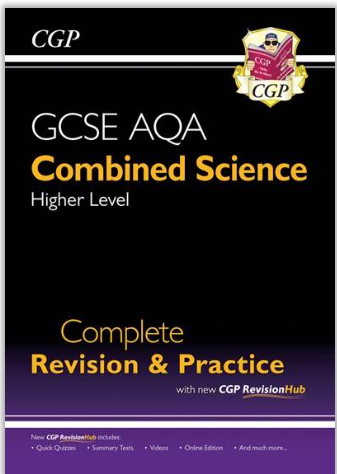 CGP
CGP
CGP
GCSE AQA
Combined Science
Higher Level
Complete
Revision & Practice
with new CGP RevisionHub
New CGP RevisionHub includes:
• Quick Quizzes • Summary Tests • Videos • Online Edition • And much more...